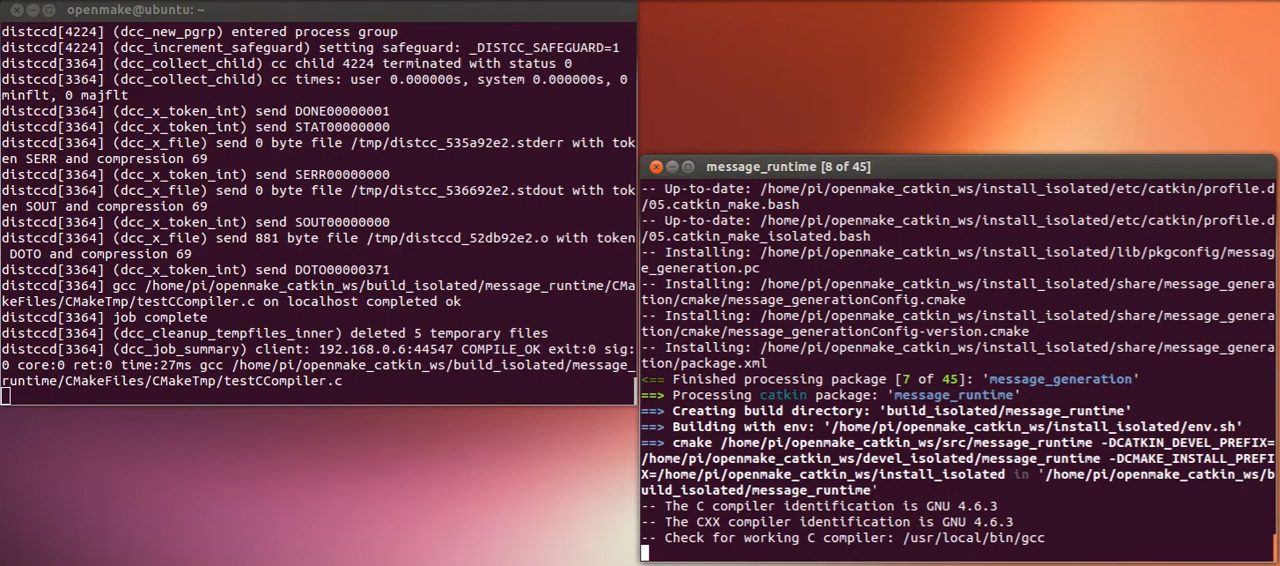 openmake@ubuntu: ~
distccd[4224] (dcc_new_pgrp) entered process group
distccd[4224] (dcc_increment_safeguard) setting safeguard: _DISTCC_SAFEGUARD=1
distccd[3364] (dcc_collect_child) cc child 4224 terminated with status 0
distccd[3364] (dcc_collect_child) cc times: user 0.000000s, system 0.000000s, 0
minflt, 0 majflt
distccd[3364] (dcc_x_token_int) send DONE00000001
distccd[3364] (dcc_x_token_int) send STAT00000000
distccd[3364] (dcc_x_file) send 0 byte file /tmp/distcc_535a92e2.stderr with tok
en SERR and compression 69
distccd[3364] (dcc_x_token_int) send SERR00000000
distccd[3364] (dcc_x_file) send 0 byte file /tmp/distcc_536692e2.stdout with tok
en SOUT and compression 69
distccd[3364] (dcc_x_token_int) send SOUT00000000
distccd[3364] (dcc_x_file) send 881 byte file /tmp/distccd_52db92e2.o with token
DOTO and compression 69
distccd[3364] (dcc_x_token_int) send DOTO00000371
distccd[3364] gcc /home/pi/openmake_catkin_ws/build_isolated/message_runtime/CMa
keFiles/CMakeTmp/testCCompiler.c on localhost completed ok
distccd[3364] job complete
distccd[3364] (dcc_cleanup_tempfiles_inner) deleted 5 temporary files
distccd[3364] (dcc_job_summary) client: 192.168.0.6:44547 COMPILE_OK exit:0 sig:
0 core:0 ret:0 time:27ms gcc /home/pi/openmake_catkin_ws/build_isolated/message_
runtime/CMakeFiles/CMakeTmp/testCCompiler.c
message_runtime [8 of 45]
-- Up-to-date: /home/pi/openmake_catkin_ws/install_isolated/etc/catkin/profile.d
/05.catkin_make.bash
-- Up-to-date: /home/pi/openmake_catkin_ws/install_isolated/etc/catkin/profile.d
/05.catkin_make_isolated.bash
-- Installing: /home/pi/openmake_catkin_ws/install_isolated/lib/pkgconfig/messag
e_generation.pc
-- Installing: /home/pi/openmake_catkin_ws/install_isolated/share/message_genera
tion/cmake/message_generationConfig.cmake
-- Installing: /home/pi/openmake_catkin_ws/install_isolated/share/message_genera
tion/cmake/message_generationConfig-version.cmake
-- Installing: /home/pi/openmake_catkin_ws/install_isolated/share/message_genera
tion/package.xml
<== Finished processing package [7 of 45]: 'message_generation'
==> Processing catkin package: 'message_runtime'
==> Creating build directory: 'build_isolated/message_runtime'
==> Building with env: '/home/pi/openmake_catkin_ws/install_isolated/env.sh'
==> cmake /home/pi/openmake_catkin_ws/src/message_runtime -DCATKIN_DEVEL_PREFIX=
/home/pi/openmake_catkin_ws/devel_isolated/message_runtime -DCMAKE_INSTALL_PREFI
X=/home/pi/openmake_catkin_ws/install_isolated in '/home/pi/openmake_catkin_ws/b
uild_isolated/message_runtime'
-- The C compiler identification is GNU 4.6.3
-- The CXX compiler identification is GNU 4.6.3
-- Check for working C compiler: /usr/local/bin/gcc